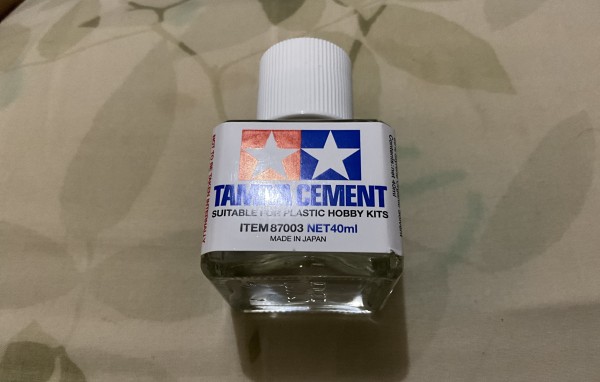 TAMIYA CEMENT
SUITABLE FOR PLASTIC HOBBY KITS
ITEM 87003 NET40ml
MADE IN JAPAN